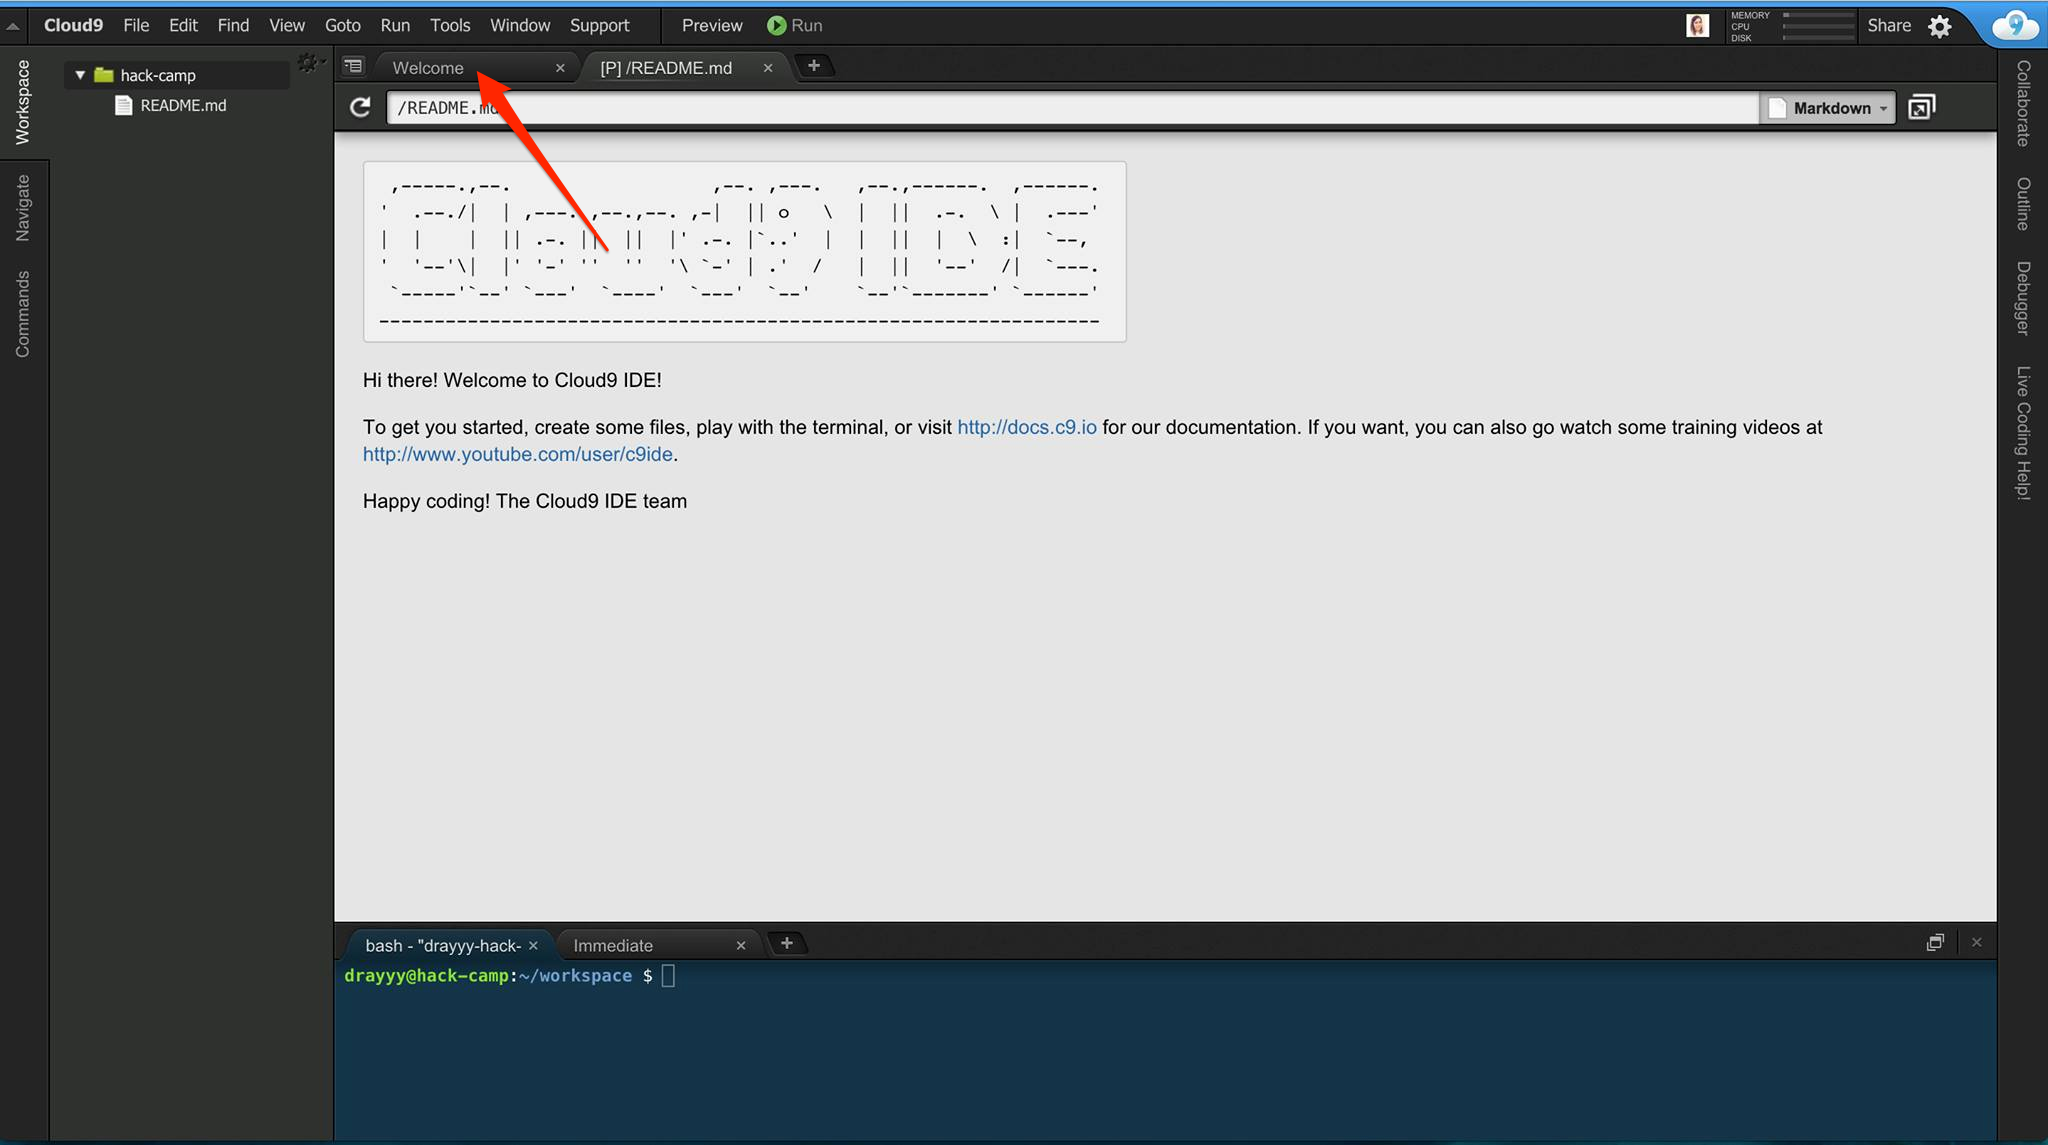 Cloud9 File Edit Find View Goto Run Tools Window Support Preview Run MEMORY CPU DISK Share 9
Workspace
Navigate
Commands
hack-camp
README.md
Welcome × [P] /README.md × +
/README.md Markdown
,-----.,--.                  ,--. ,---.   ,--.,------.  ,------.
'  .--./|  | ,---. ,--.,--. ,-|  || o   \  |  ||  .-.  \ |  .---'
|  |    |  || .-. ||  ||  |' .-. |`..'  |  |  ||  |  \  :|  `--,
'  '--'\|  |' '-' ''  ''  '\ `-' | .'  /   |  ||  '--'  /|  `---.
 `-----'`--' `---'  `----'  `---'  `--'    `--'`-------' `------'
-----------------------------------------------------------------
Hi there! Welcome to Cloud9 IDE!
To get you started, create some files, play with the terminal, or visit http://docs.c9.io for our documentation. If you want, you can also go watch some training videos at
http://www.youtube.com/user/c9ide.
Happy coding! The Cloud9 IDE team
bash - "drayyy-hack- × Immediate × +
drayyy@hack-camp:~/workspace $
Collaborate
Outline
Debugger
Live Coding Help!